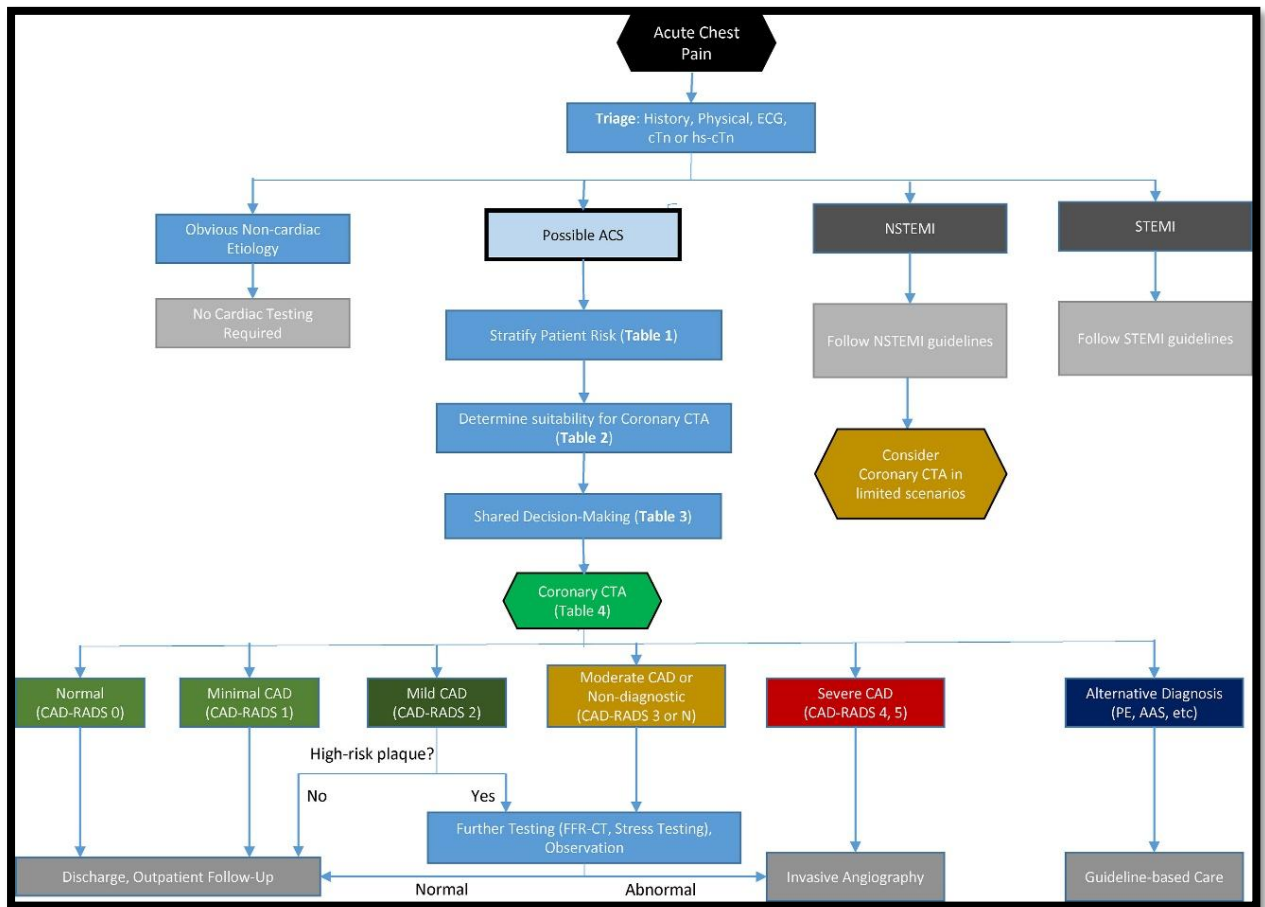 Acute Chest
Pain
Triage: History, Physical, ECG,
cTn or hs-cTn
Obvious Non-cardiac
Etiology
Possible ACS
NSTEMI
STEMI
No Cardiac Testing
Required
Stratify Patient Risk (Table 1)
Follow NSTEMI guidelines
Follow STEMI guidelines
Determine suitability for Coronary CTA
(Table 2)
Consider
Coronary CTA in
limited scenarios
Shared Decision-Making (Table 3)
Coronary CTA
(Table 4)
Normal
(CAD-RADS 0)
Minimal CAD
(CAD-RADS 1)
Mild CAD
(CAD-RADS 2)
Moderate CAD or
Non-diagnostic
(CAD-RADS 3 or N)
Severe CAD
(CAD-RADS 4, 5)
Alternative Diagnosis
(PE, AAS, etc)
High-risk plaque?
No
Yes
Further Testing (FFR-CT, Stress Testing),
Observation
Discharge, Outpatient Follow-Up
Normal
Abnormal
Invasive Angiography
Guideline-based Care